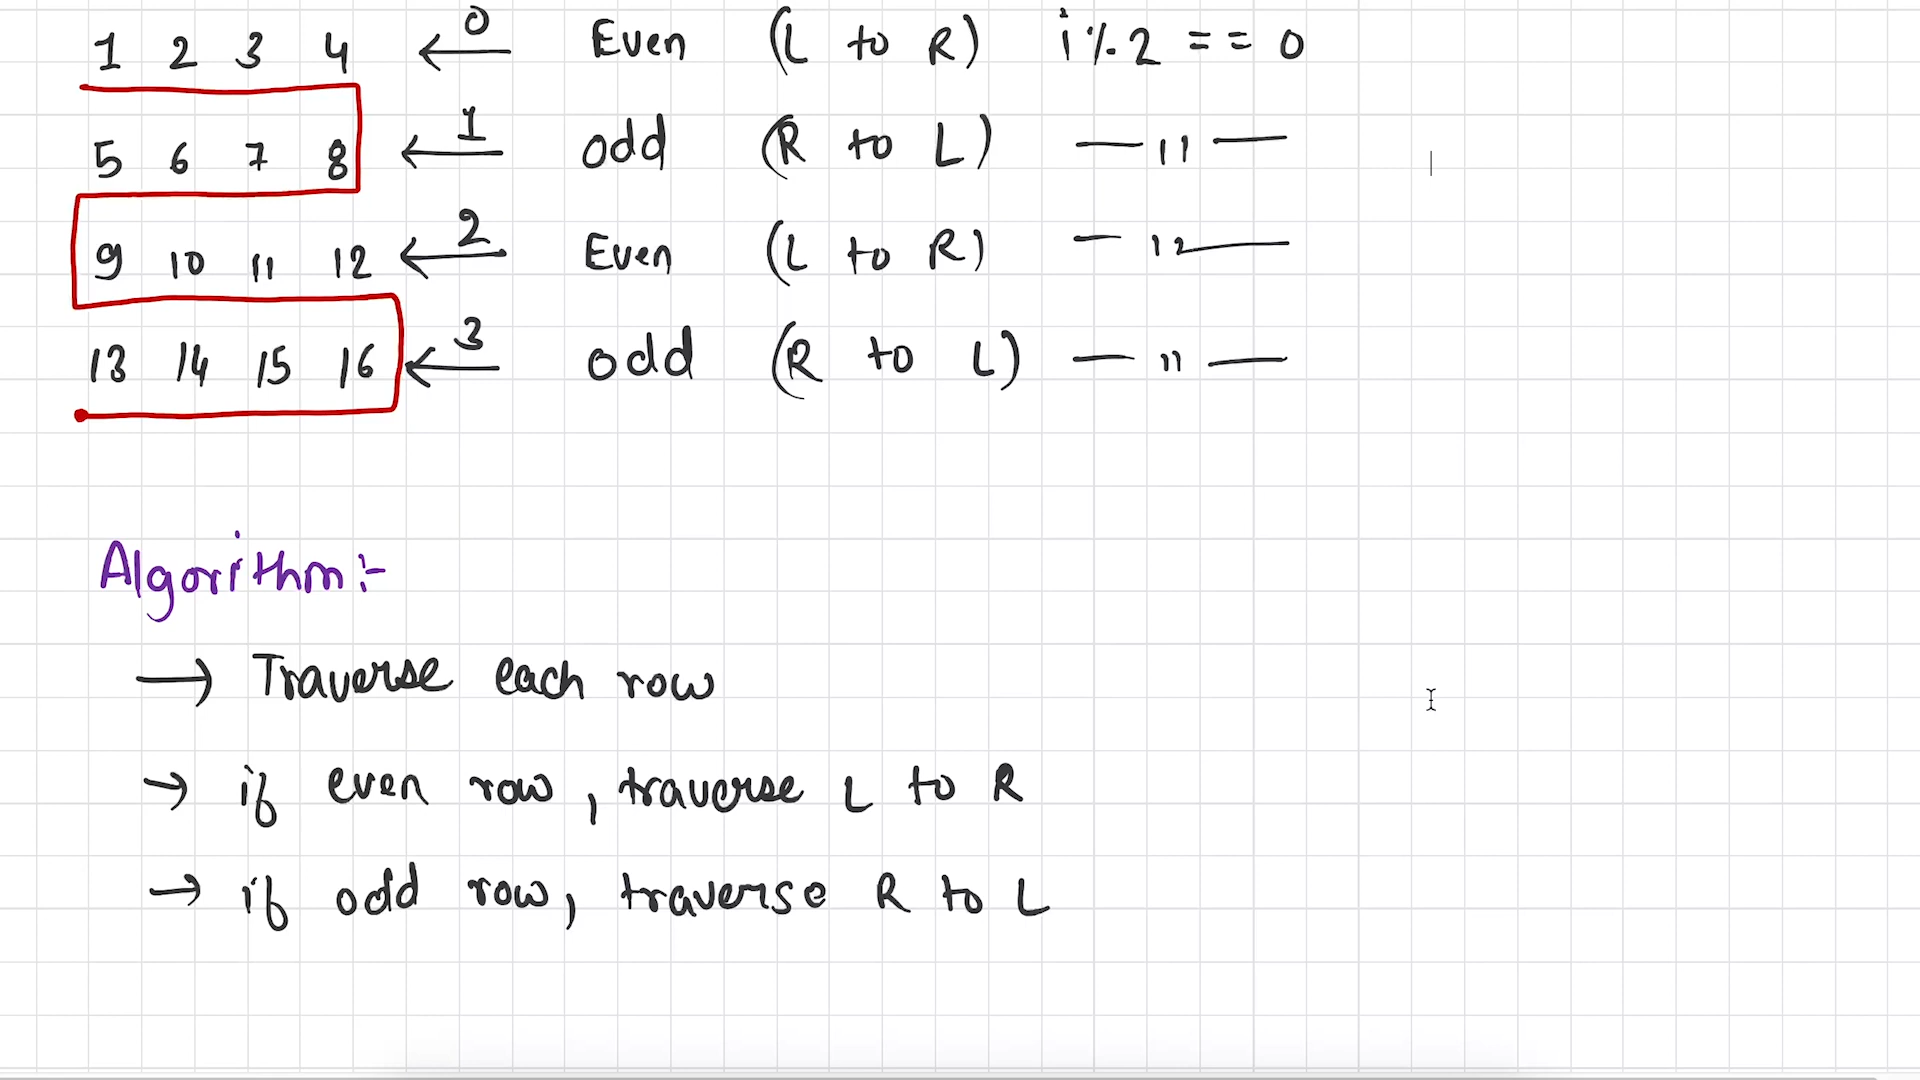 1 2 3 4 ← 0 Even (L to R) i % 2 == 0
5 6 7 8 ← 1 odd (R to L) — 11 —
9 10 11 12 ← 2 Even (L to R) — 11 —
13 14 15 16 ← 3 odd (R to L) — 11 —
Algorithm :-
→ Traverse each row
→ if even row, traverse L to R
→ if odd row, traverse R to L